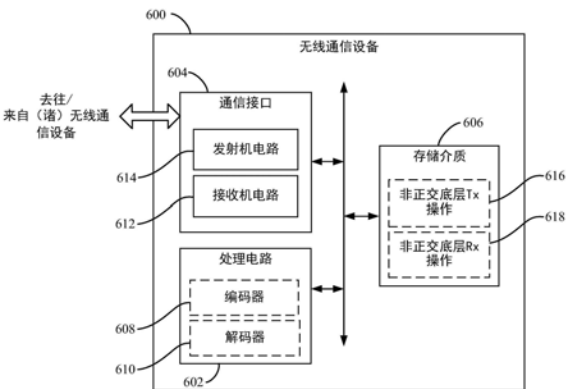 600
无线通信设备
604
去往/
来自（诸）无线通
信设备
通信接口
606
发射机电路
存储介质
614
616
非正交底层Tx
操作
接收机电路
618
612
非正交底层Rx
操作
处理电路
编码器
608
解码器
610
602